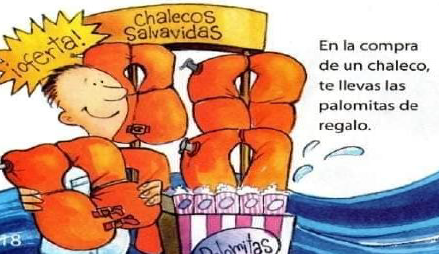 ¡oferta!
Chalecos
Salvavidas
En la compra
de un chaleco,
te llevas las
palomitas de
regalo.
Palomitas
18